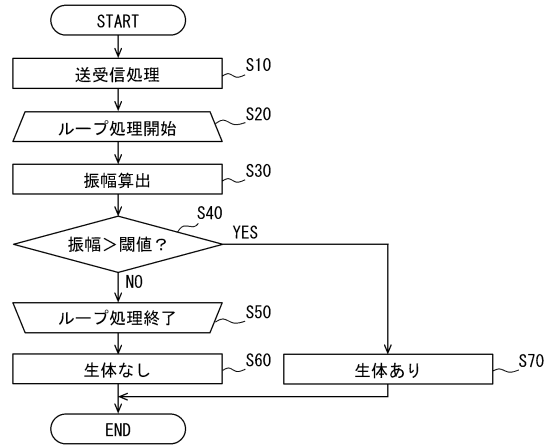 START
送受信処理
S10
ループ処理開始
S20
振幅算出
S30
振幅>閾値?
S40
YES
NO
ループ処理終了
S50
生体なし
S60
生体あり
S70
END